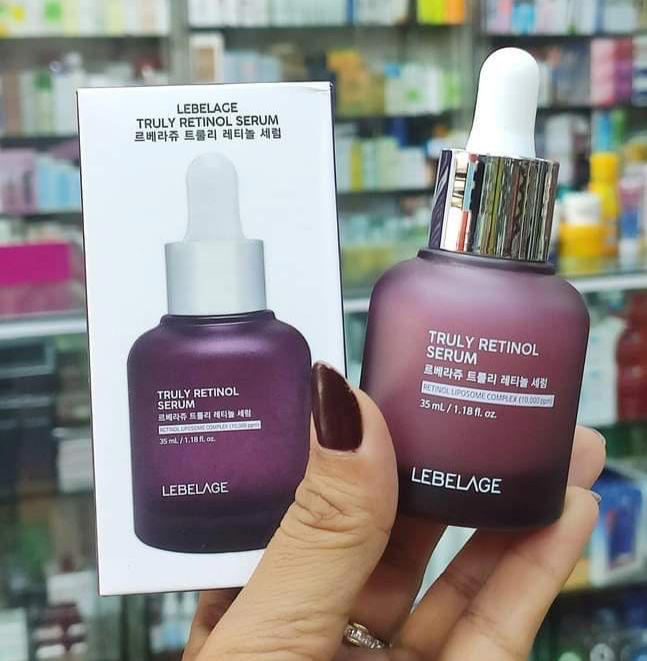 LEBELAGE
TRULY RETINOL SERUM
르베라쥬 트룰리 레티놀 세럼
TRULY RETINOL
SERUM
르베라쥬 트룰리 레티놀 세럼
RETINOL LIPOSOME COMPLEX (10,000 ppm)
35 mL / 1.18 fl. oz.
LEBELAGE
TRULY RETINOL
SERUM
르베라쥬 트룰리 레티놀 세럼
RETINOL LIPOSOME COMPLEX (10,000 ppm)
35 mL / 1.18 fl. oz.
LEBELAGE